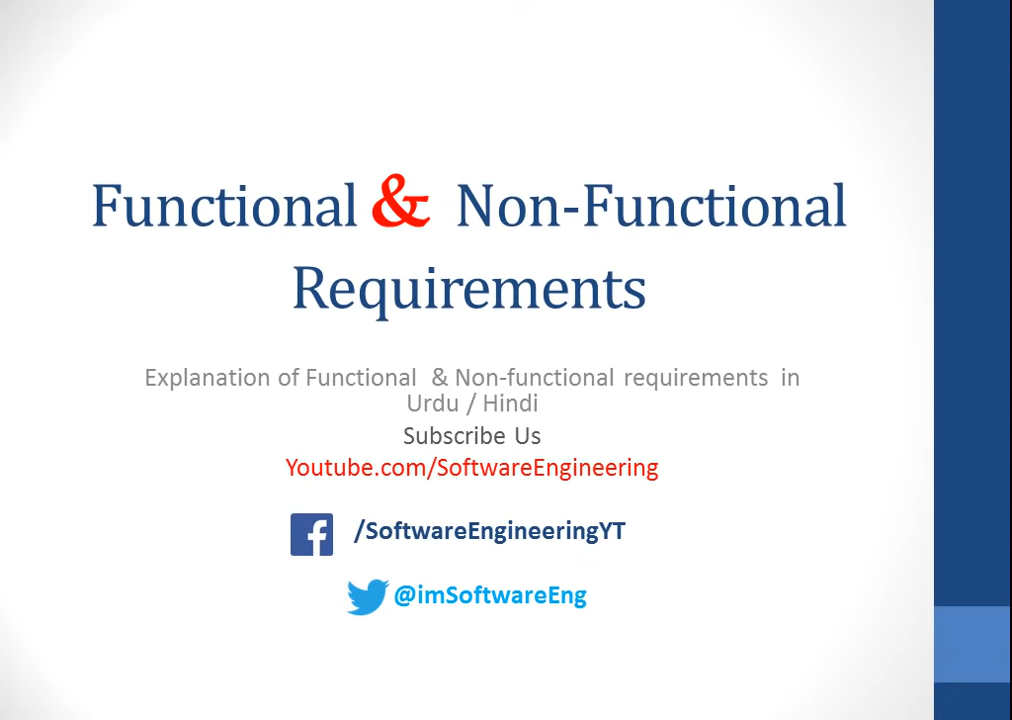 Functional & Non-Functional
Requirements
Explanation of Functional & Non-functional requirements in
Urdu / Hindi
Subscribe Us
Youtube.com/SoftwareEngineering
/SoftwareEngineeringYT
@imSoftwareEng